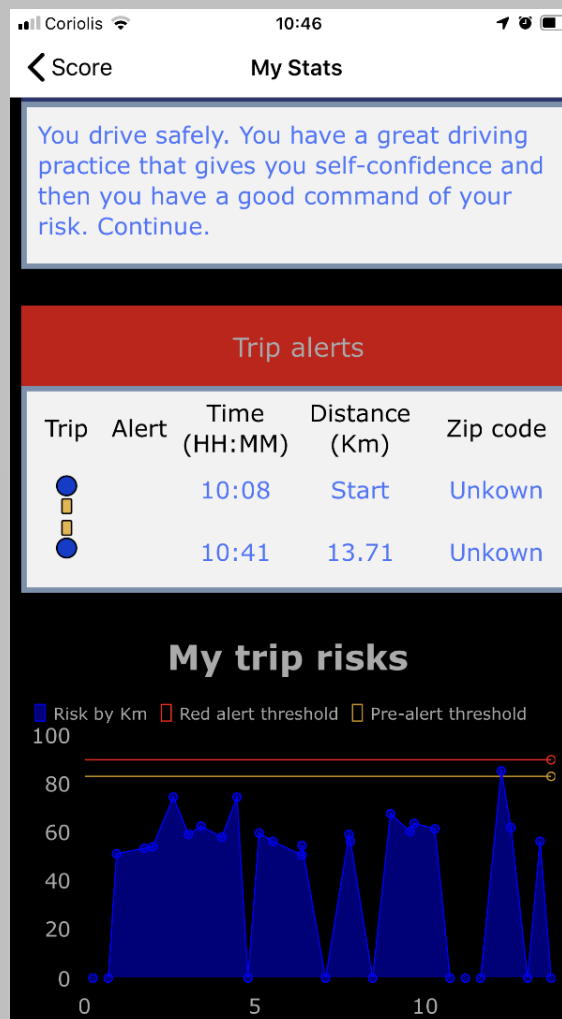 Coriolis 10:46
Score My Stats
You drive safely. You have a great driving
practice that gives you self-confidence and
then you have a good command of your
risk. Continue.
Trip alerts
Trip Alert Time (HH:MM) Distance (Km) Zip code
10:08 Start Unkown
10:41 13.71 Unkown
My trip risks
Risk by Km Red alert threshold Pre-alert threshold
100
80
60
40
20
0
0 5 10